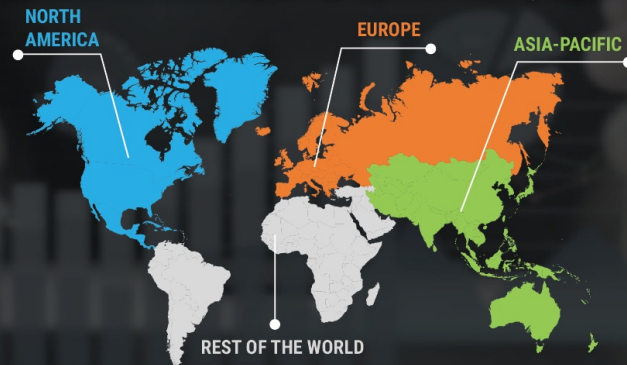 NORTH
AMERICA
EUROPE
ASIA-PACIFIC
REST OF THE WORLD